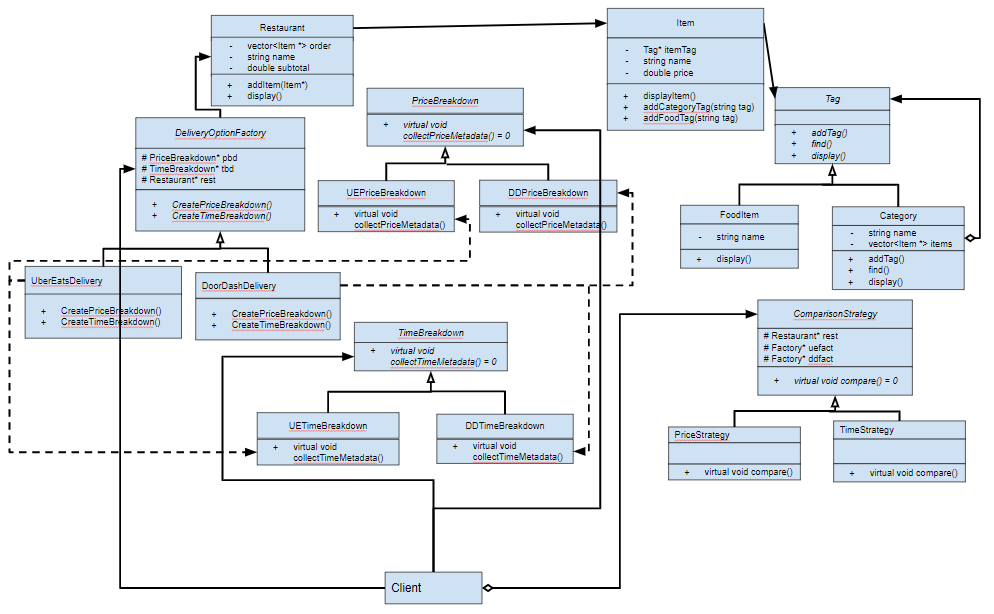 Restaurant
- vector<Item *> order
- string name
- double subtotal
+ addItem(Item*)
+ display()
Item
- Tag* itemTag
- string name
- double price
+ displayItem()
+ addCategoryTag(string tag)
+ addFoodTag(string tag)
PriceBreakdown
+ virtual void
collectPriceMetadata() = 0
Tag
+ addTag()
+ find()
+ display()
DeliveryOptionFactory
# PriceBreakdown* pbd
# TimeBreakdown* tbd
# Restaurant* rest
+ CreatePriceBreakdown()
+ CreateTimeBreakdown()
UEPriceBreakdown
+ virtual void
collectPriceMetadata()
DDPriceBreakdown
+ virtual void
collectPriceMetadata()
FoodItem
- string name
+ display()
Category
- string name
- vector<Item *> items
+ addTag()
+ find()
+ display()
UberEatsDelivery
+ CreatePriceBreakdown()
+ CreateTimeBreakdown()
DoorDashDelivery
+ CreatePriceBreakdown()
+ CreateTimeBreakdown()
TimeBreakdown
+ virtual void
collectTimeMetadata() = 0
ComparisonStrategy
# Restaurant* rest
# Factory* uefact
# Factory* ddfact
+ virtual void compare() = 0
UETimeBreakdown
+ virtual void
collectTimeMetadata()
DDTimeBreakdown
+ virtual void
collectTimeMetadata()
PriceStrategy
+ virtual void compare()
TimeStrategy
+ virtual void compare()
Client